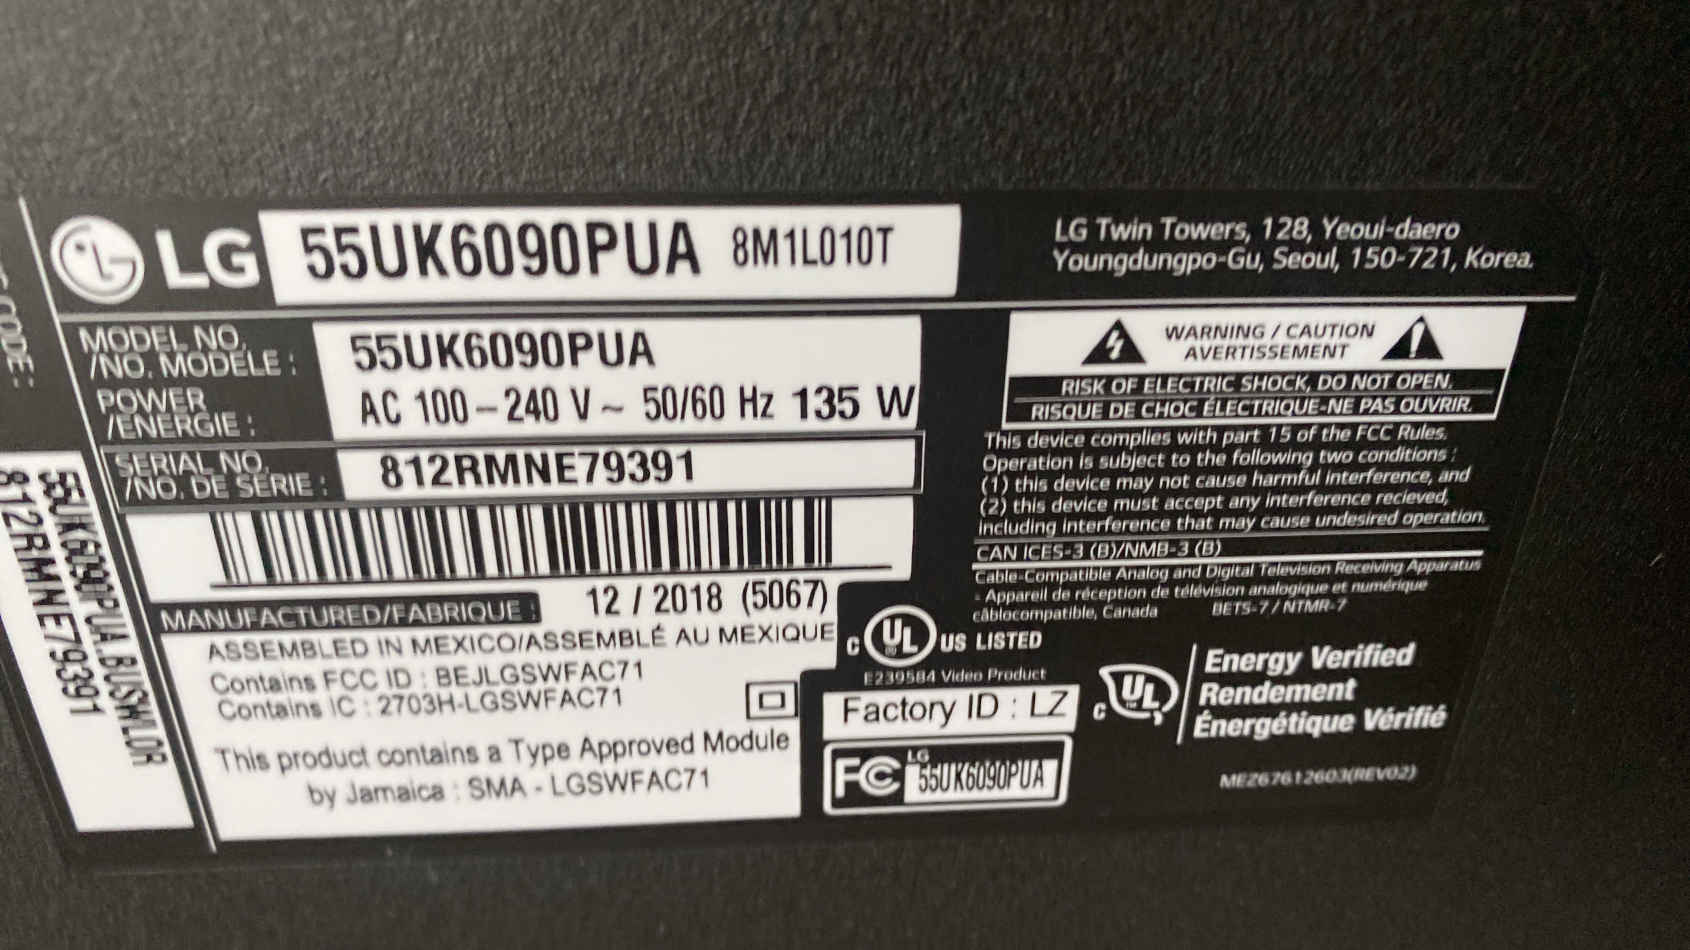 LG 55UK6090PUA 8M1L010T
LG Twin Towers, 128, Yeoui-daero
Youngdungpo-Gu, Seoul, 150-721, Korea.
MODEL NO.
/NO. MODÈLE :
55UK6090PUA
POWER
/ÉNERGIE :
AC 100-240 V~ 50/60 Hz 135 W
SERIAL NO.
/NO. DE SÉRIE :
812RMNE79391
MANUFACTURED/FABRIQUÉ :
12 / 2018 (5067)
ASSEMBLED IN MEXICO/ASSEMBLÉ AU MEXIQUE
Contains FCC ID : BEJLGSWFAC71
Contains IC : 2703H-LGSWFAC71
This product contains a Type Approved Module
by Jamaica : SMA - LGSWFAC71
WARNING / CAUTION
AVERTISSEMENT
RISK OF ELECTRIC SHOCK, DO NOT OPEN.
RISQUE DE CHOC ÉLECTRIQUE-NE PAS OUVRIR.
This device complies with part 15 of the FCC Rules.
Operation is subject to the following two conditions :
(1) this device may not cause harmful interference, and
(2) this device must accept any interference recieved,
including interference that may cause undesired operation.
CAN ICES-3 (B)/NMB-3 (B)
Cable-Compatible Analog and Digital Television Receiving Apparatus
- Appareil de réception de télévision analogique et numérique
câblocompatible, Canada BETS-7 / NTMR-7
C UL US LISTED
E239584 Video Product
Factory ID : LZ
FC LG
55UK6090PUA
C UL
Energy Verified
Rendement
Énergétique Vérifié
MEZ67612603(REV02)
CODE :
55UK6090PUA.BUSMLOR
812RMNE79391